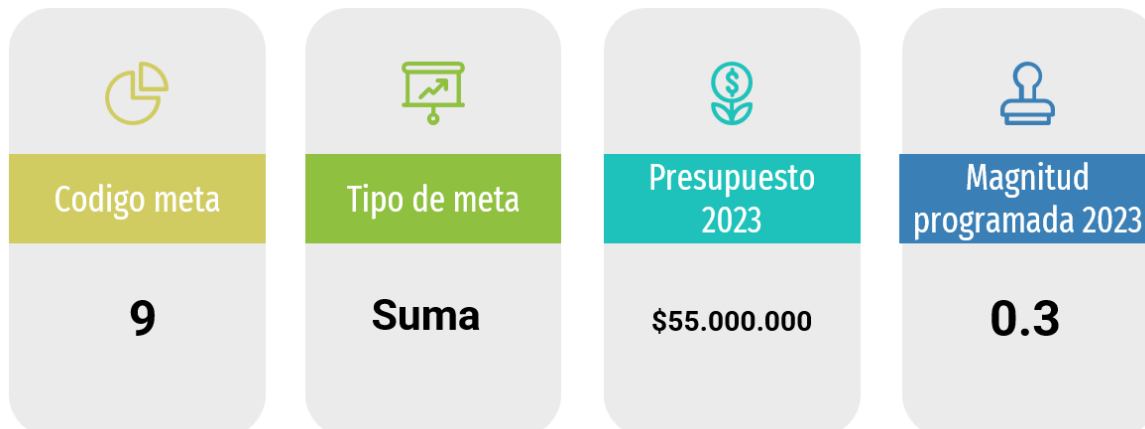 Codigo meta
9
Tipo de meta
Suma
Presupuesto
2023
$55.000.000
Magnitud
programada 2023
0.3